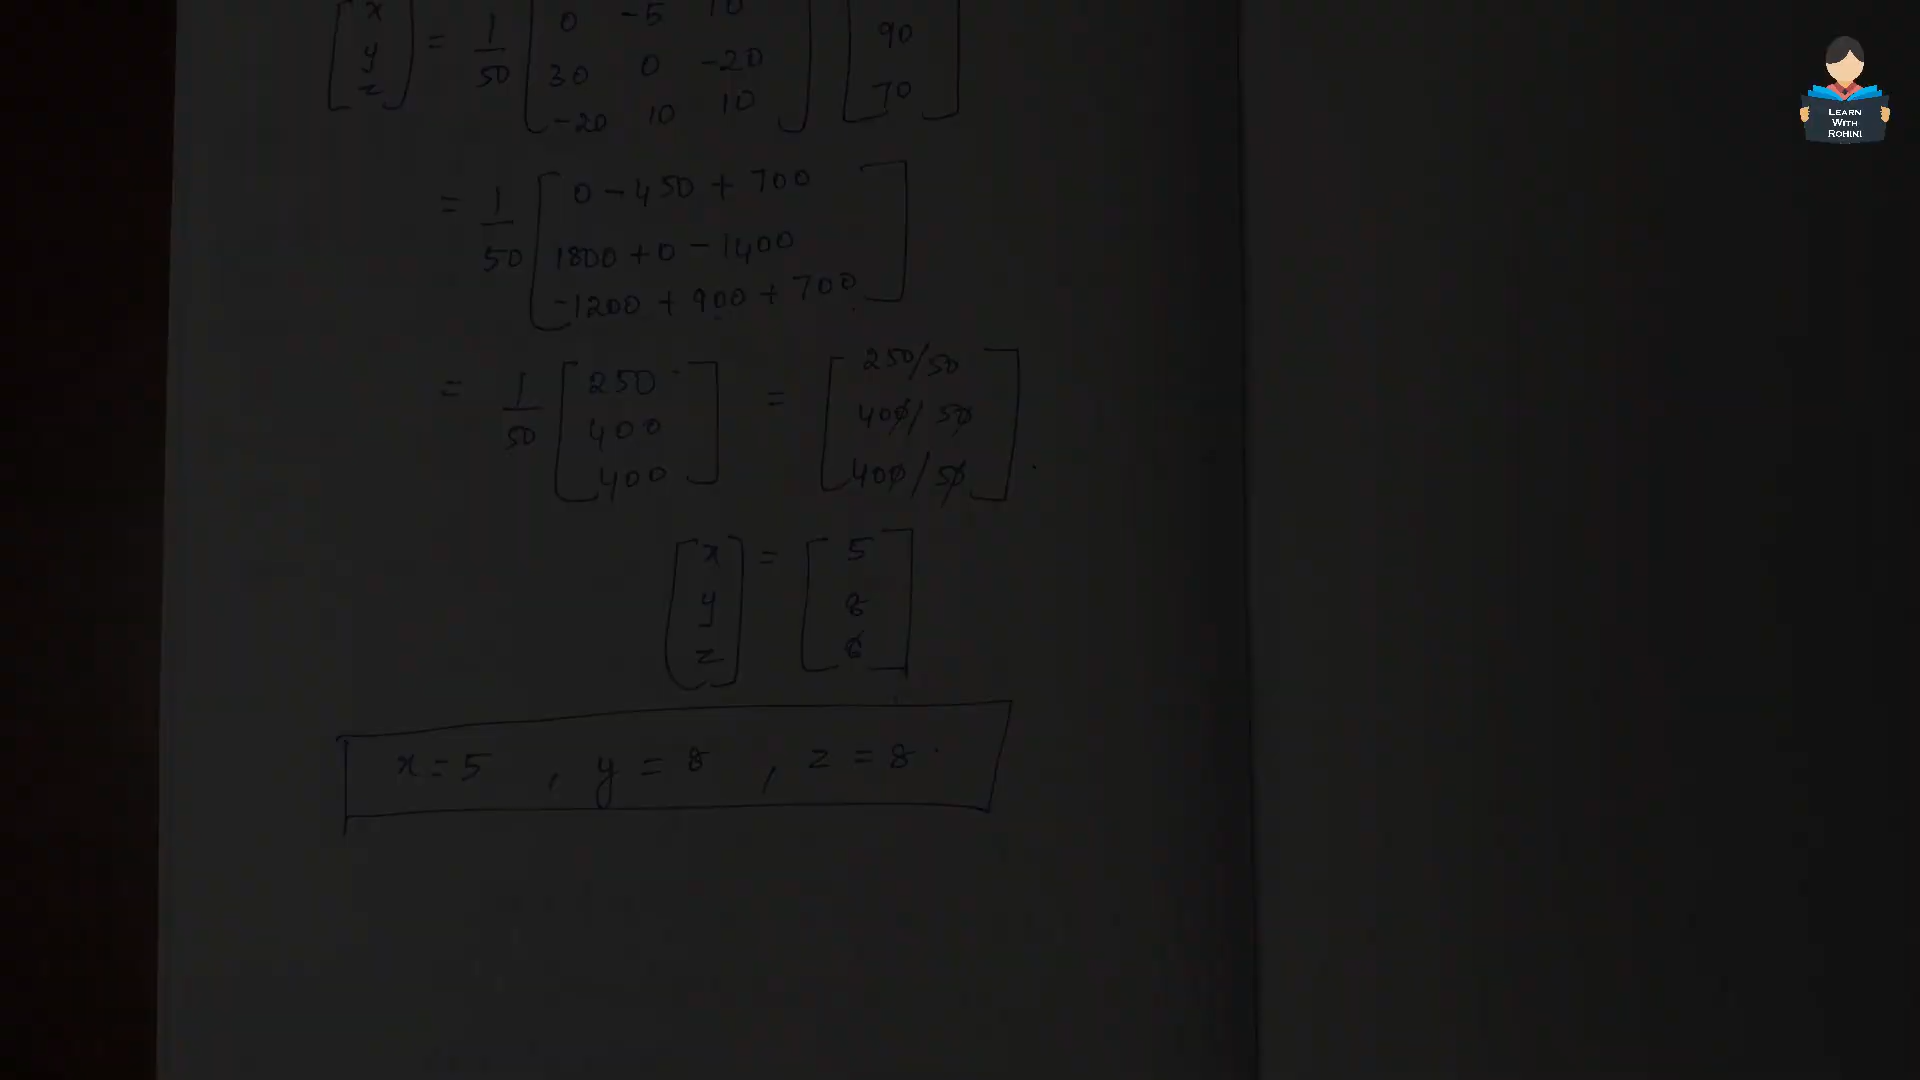 [x y z] = 1/50 [0 -5 10
30 0 -20
-20 10 10] [90
70]
= 1/50 [0 - 450 + 700
1800 + 0 - 1400
-1200 + 900 + 700]
= 1/50 [250
400
400] = [250/50
400/50
400/50]
[x
y
z] = [5
8
8]
x = 5 , y = 8 , z = 8
LEARN
WITH
ROHINI